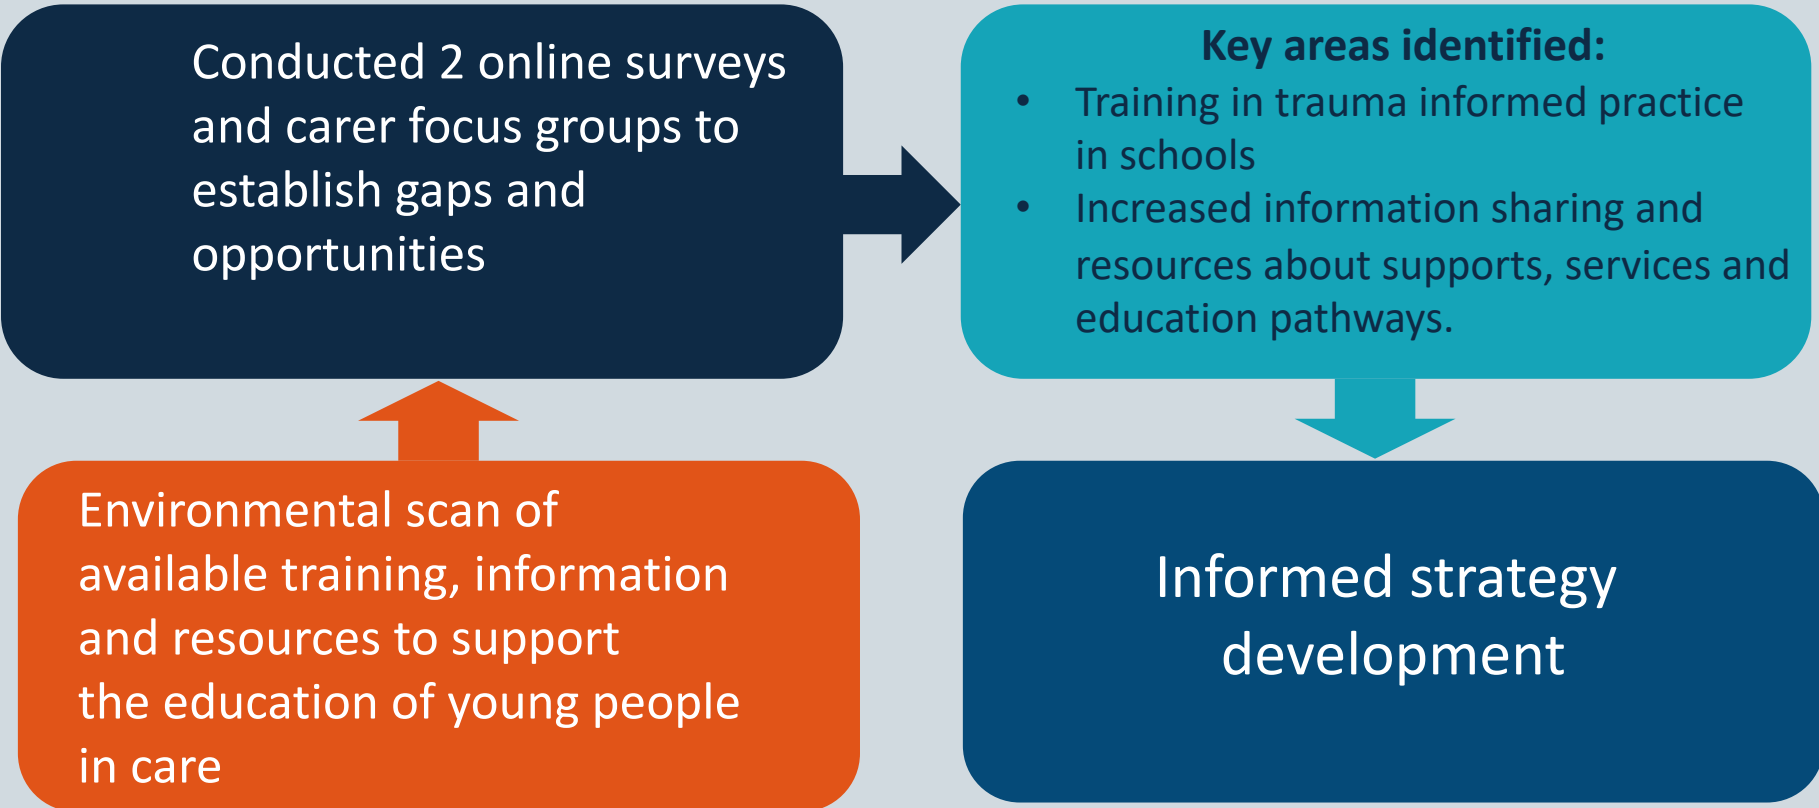 Conducted 2 online surveys
and carer focus groups to
establish gaps and
opportunities
Key areas identified:
• Training in trauma informed practice
in schools
• Increased information sharing and
resources about supports, services and
education pathways.
Environmental scan of
available training, information
and resources to support
the education of young people
in care
Informed strategy
development